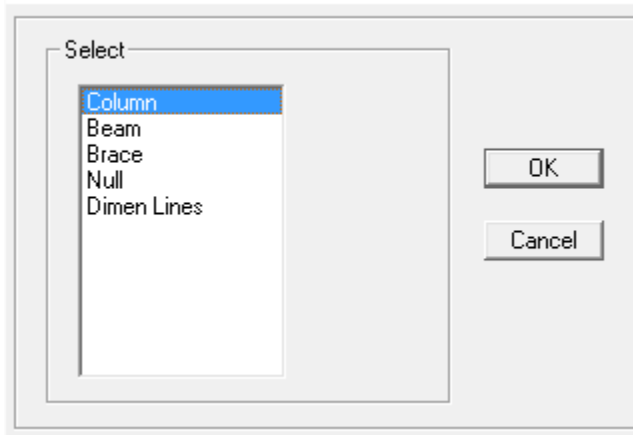 Select
Column
Beam
Brace
Null
Dimen Lines
OK
Cancel